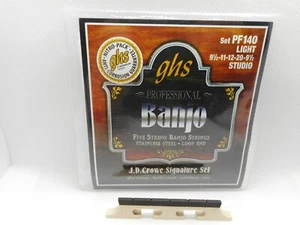 NITRO-PACK
ghs
Set PF140
LIGHT
9½-11-12-20-9½
STUDIO
ghs
PROFESSIONAL
Banjo
Five String Banjo Strings
Stainless Steel - Loop End
J.D. Crowe Signature Set